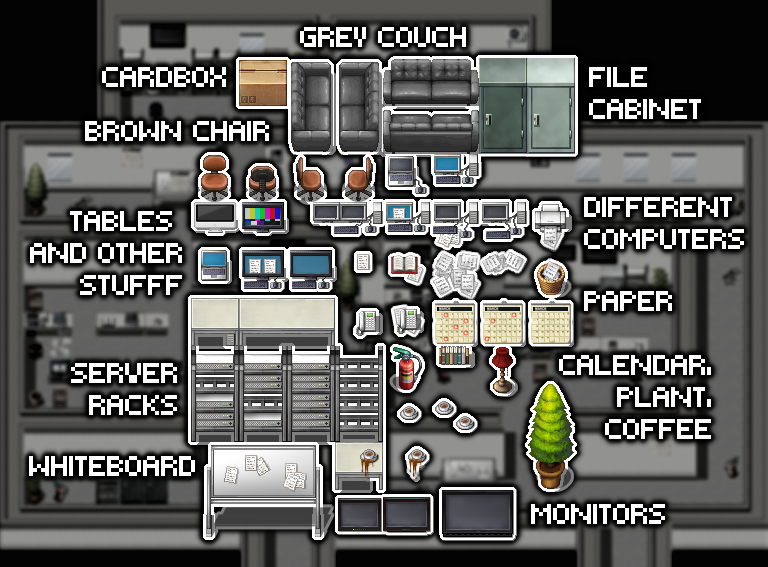 GREY COUCH
CARDBOX
FILE
CABINET
BROWN CHAIR
TABLES
AND OTHER
STUFFF
DIFFERENT
COMPUTERS
PAPER
SERVER
RACKS
CALENDAR,
PLANT,
COFFEE
WHITEBOARD
MONITORS